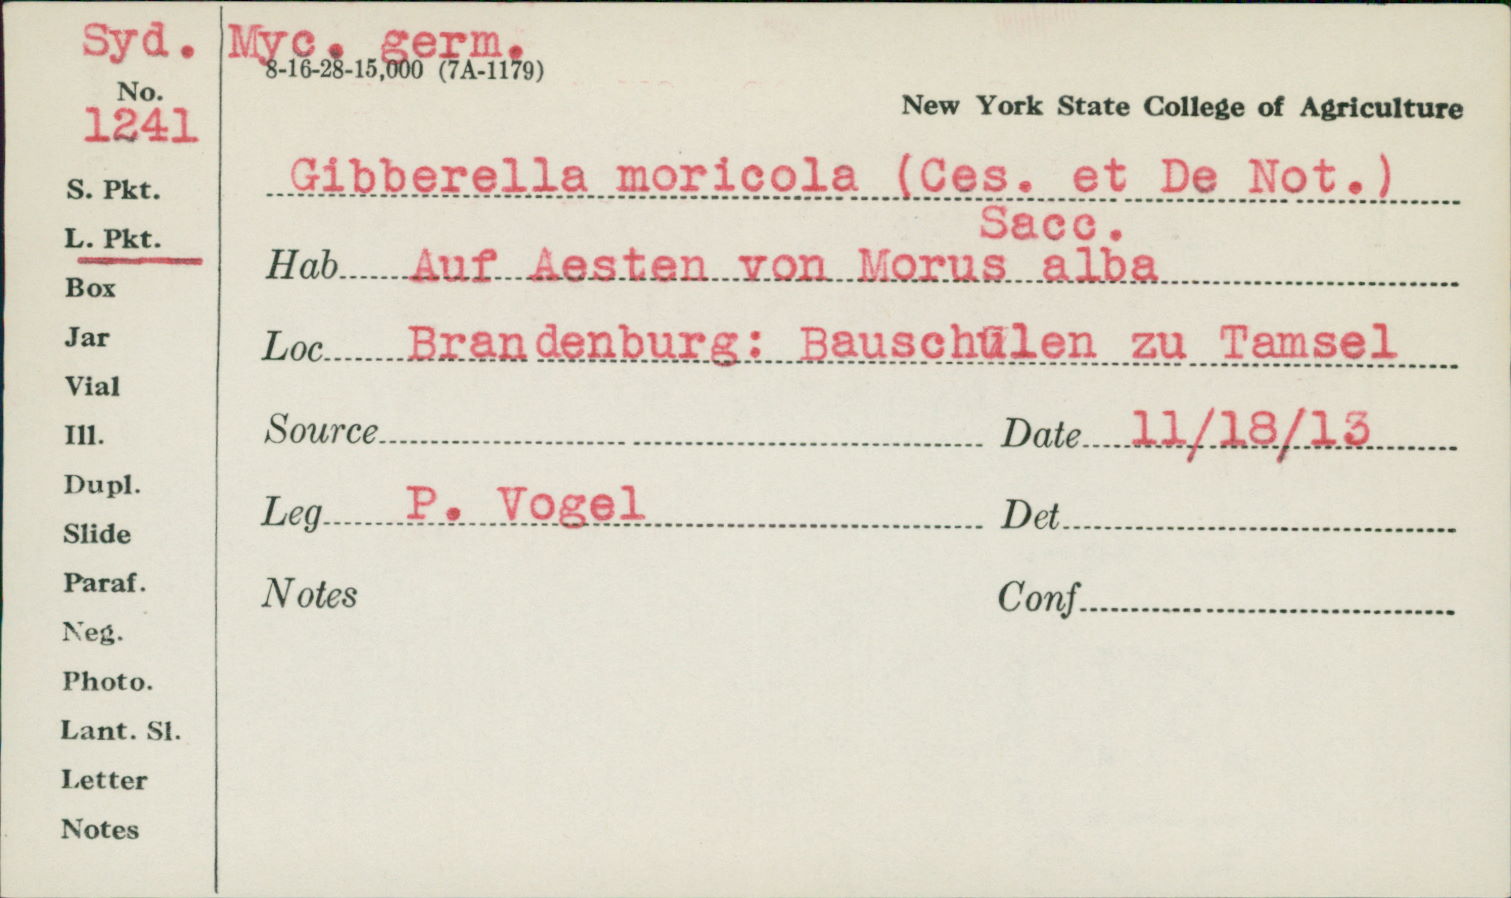 Syd. Myc. germ.
8-16-28-15,000 (7A-1179)
No.
1241
New York State College of Agriculture
Gibberella moricola (Ces. et De Not.)
Sacc.
S. Pkt.
L. Pkt.
Box
Jar
Vial
Ill.
Dupl.
Slide
Paraf.
Neg.
Photo.
Lant. Sl.
Letter
Notes
Hab Auf Aesten von Morus alba
Loc Brandenburg: Bauschulen zu Tamsel
Source Date 11/18/13
Leg P. Vogel Det
Notes Conf